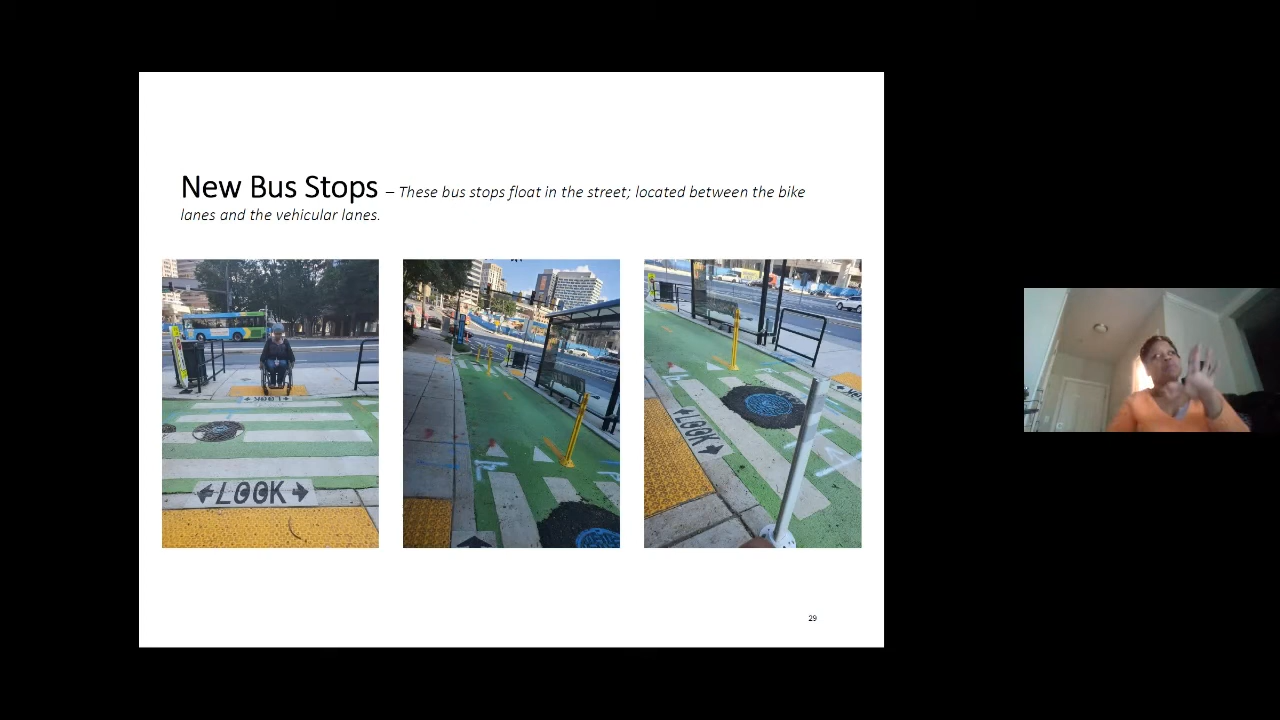 New Bus Stops – These bus stops float in the street; located between the bike
lanes and the vehicular lanes.
LOOK
LOOK
29